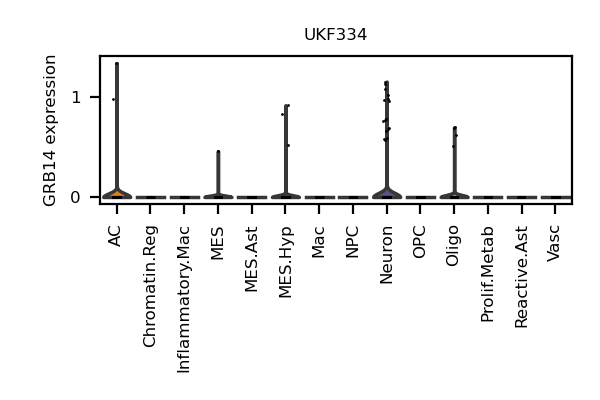 UKF334
GRB14 expression
1
0
AC
Chromatin.Reg
Inflammatory.Mac
MES
MES.Ast
MES.Hyp
Mac
NPC
Neuron
OPC
Oligo
Prolif.Metab
Reactive.Ast
Vasc